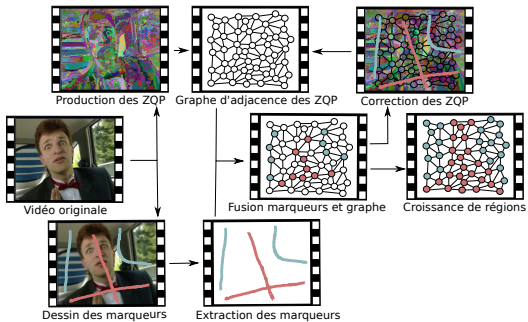 Production des ZQP
Graphe d'adjacence des ZQP
Correction des ZQP
Vidéo originale
Fusion marqueurs et graphe
Croissance de régions
Dessin des marqueurs
Extraction des marqueurs